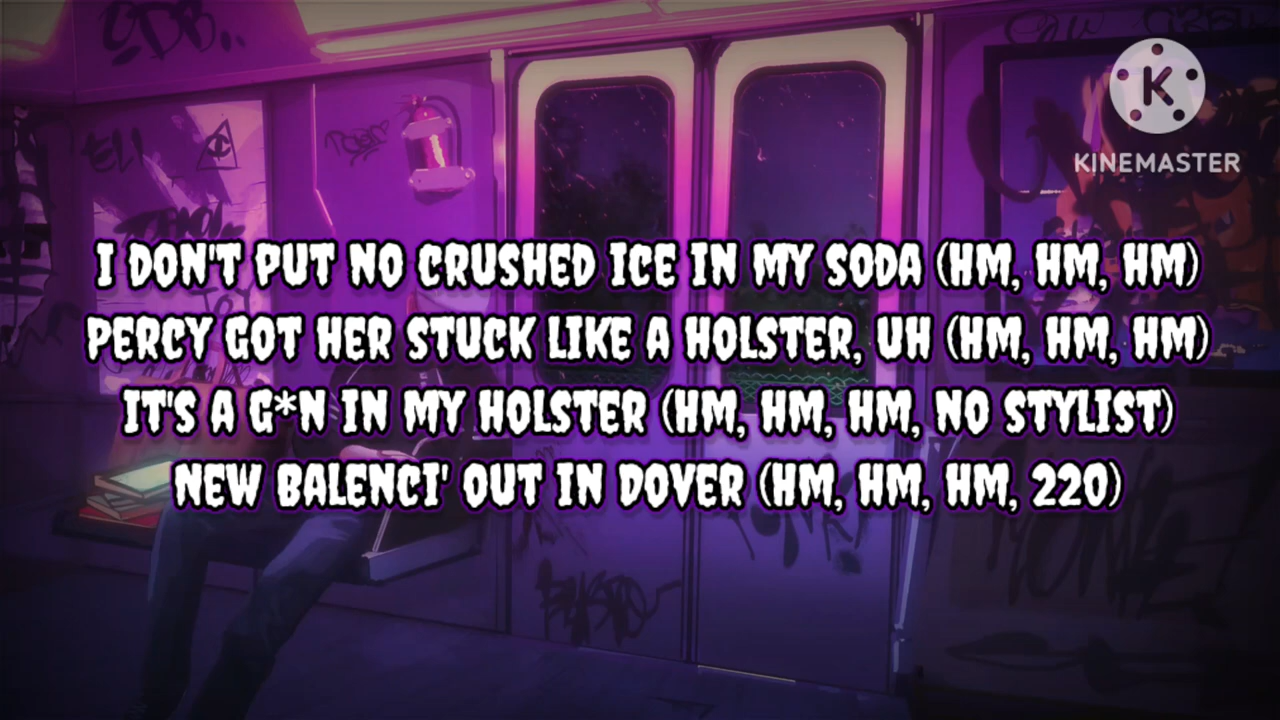 KINEMASTER
I DON'T PUT NO CRUSHED ICE IN MY SODA (HM, HM, HM)
PERCY GOT HER STUCK LIKE A HOLSTER, UH (HM, HM, HM)
IT'S A G*N IN MY HOLSTER (HM, HM, HM, NO STYLIST)
NEW BALENCI' OUT IN DOVER (HM, HM, HM, 220)
ELI